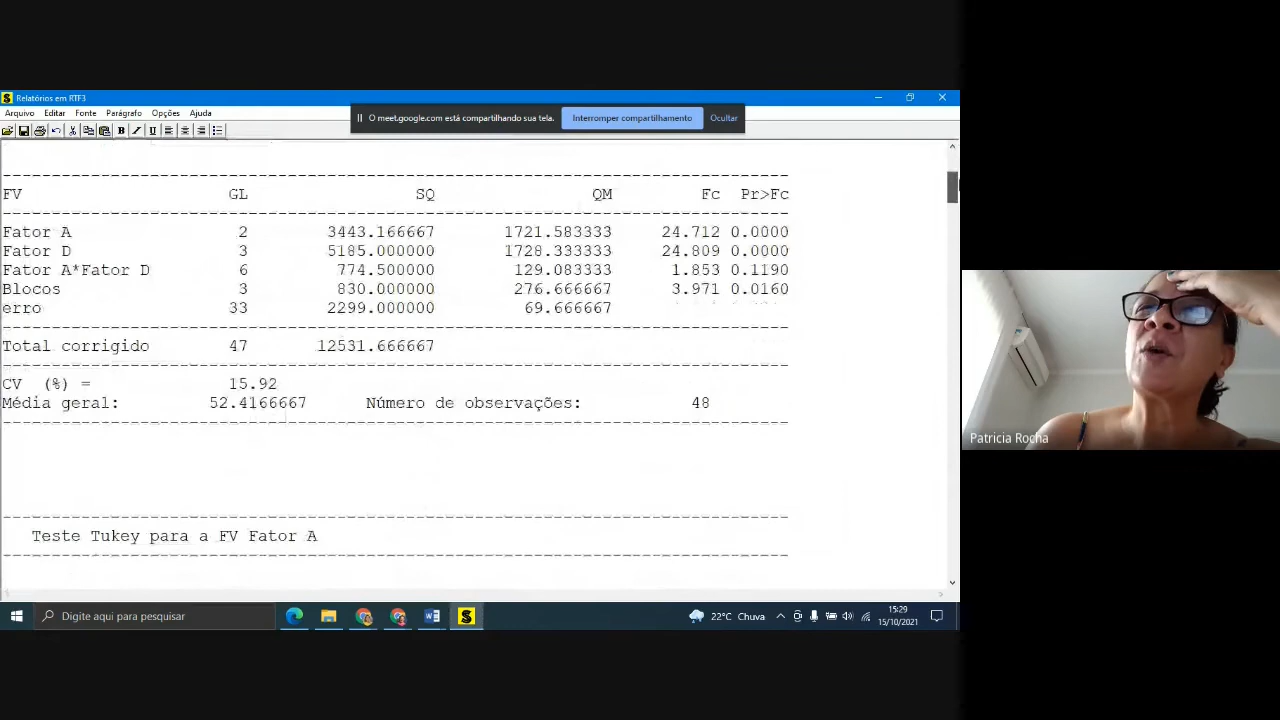 Relatórios em RTF3
Arquivo Editar Fonte Parágrafo Opções Ajuda
O meet.google.com está compartilhando sua tela. Interromper compartilhamento Ocultar
FV GL SQ QM Fc Pr>Fc
Fator A 2 3443.166667 1721.583333 24.712 0.0000
Fator D 3 5185.000000 1728.333333 24.809 0.0000
Fator A*Fator D 6 774.500000 129.083333 1.853 0.1190
Blocos 3 830.000000 276.666667 3.971 0.0160
erro 33 2299.000000 69.666667
Total corrigido 47 12531.666667
CV (%) = 15.92
Média geral: 52.4166667 Número de observações: 48
Teste Tukey para a FV Fator A
Patricia Rocha
Digite aqui para pesquisar
22°C Chuva
15:29
15/10/2021